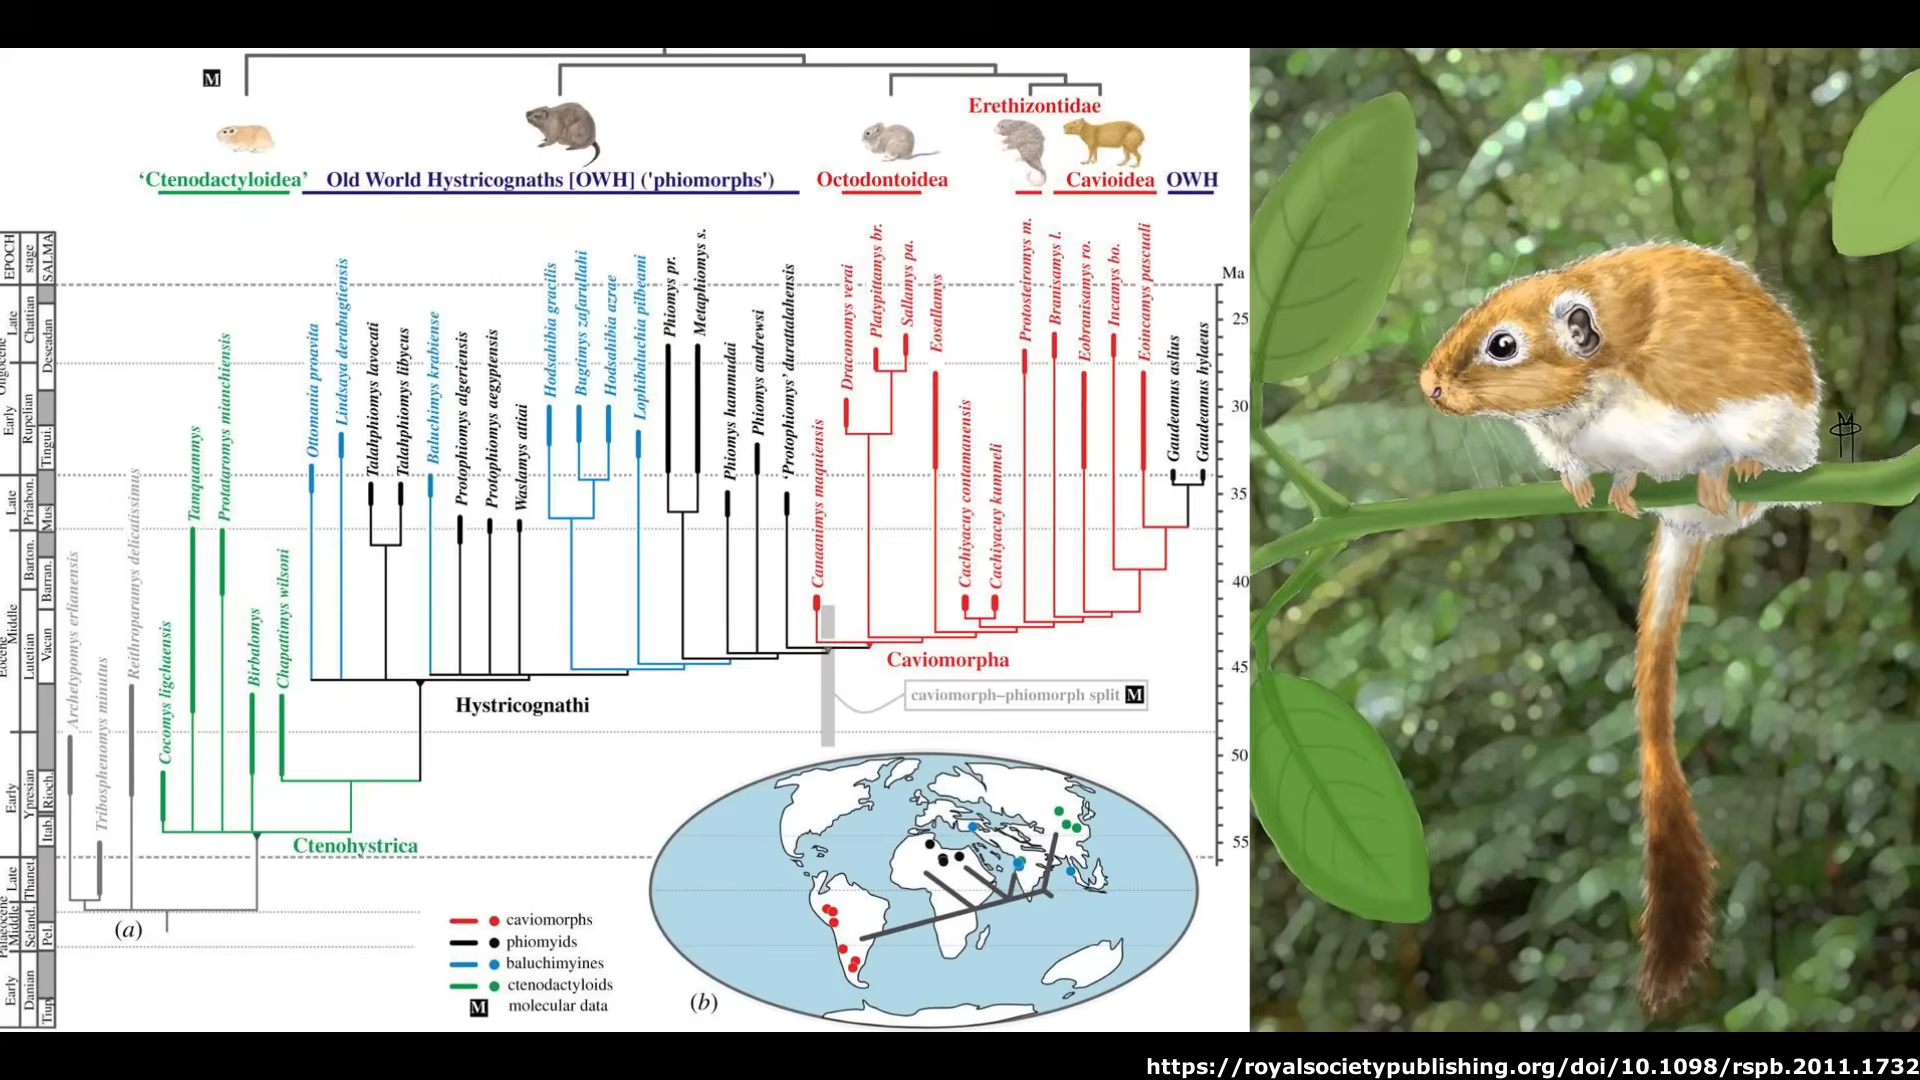 M
Erethizontidae
'Ctenodactyloidea'
Old World Hystricognaths [OWH] ('phiomorphs')
Octodontoidea
Cavioidea
OWH
EPOCH
stage
SALMA
Late
Early
Chattian
Rupelian
Deseadan
Tingui.
Late
Middle
Early
Eocene
Priabon.
Barton.
Lutetian
Ypresian
Mus
Barran.
Vacan
Rioch.
Itab.
Late
Middle
Early
Thanet.
Seland.
Danian
Pel.
Tiup
Archetypomys erlianensis
Tribosphenomys minutus
Reithroparamys delicatissimus
Cocomys lingchaensis
Tamquammys
Protataromys mianchiensis
Birbalomys
Chapattimys wilsoni
Ottomania proavita
Lindsaya derabugtiensis
Talahphiomys lavocati
Talahphiomys libycus
Baluchimys krabiense
Protophiomys algeriensis
Protophiomys aegyptensis
Waslamys attiai
Hodsahibia gracilis
Bugtimys zafarullahi
Hodsahibia azrae
Lophibaluchia pilbeami
Phiomys pr.
Metaphiomys s.
Phiomys hammudai
Phiomys andrewsi
'Protophiomys' durattalahensis
Canaanimys maquiensis
Draconomys verai
Platypittamys br.
Sallamys pa.
Eosallamys
Cachiyacuy contamanensis
Cachiyacuy kummeli
Protosteiromys m.
Branisamys l.
Eobranisamys ro.
Incamys bo.
Eoincamys pascuali
Gaudeamus aslius
Gaudeamus hylaeus
Ma
25
30
35
40
45
50
55
Caviomorpha
caviomorph–phiomorph split M
Hystricognathi
Ctenohystrica
(a)
caviomorphs
phiomyids
baluchimyines
ctenodactyloids
M molecular data
(b)
https://royalsocietypublishing.org/doi/10.1098/rspb.2011.1732